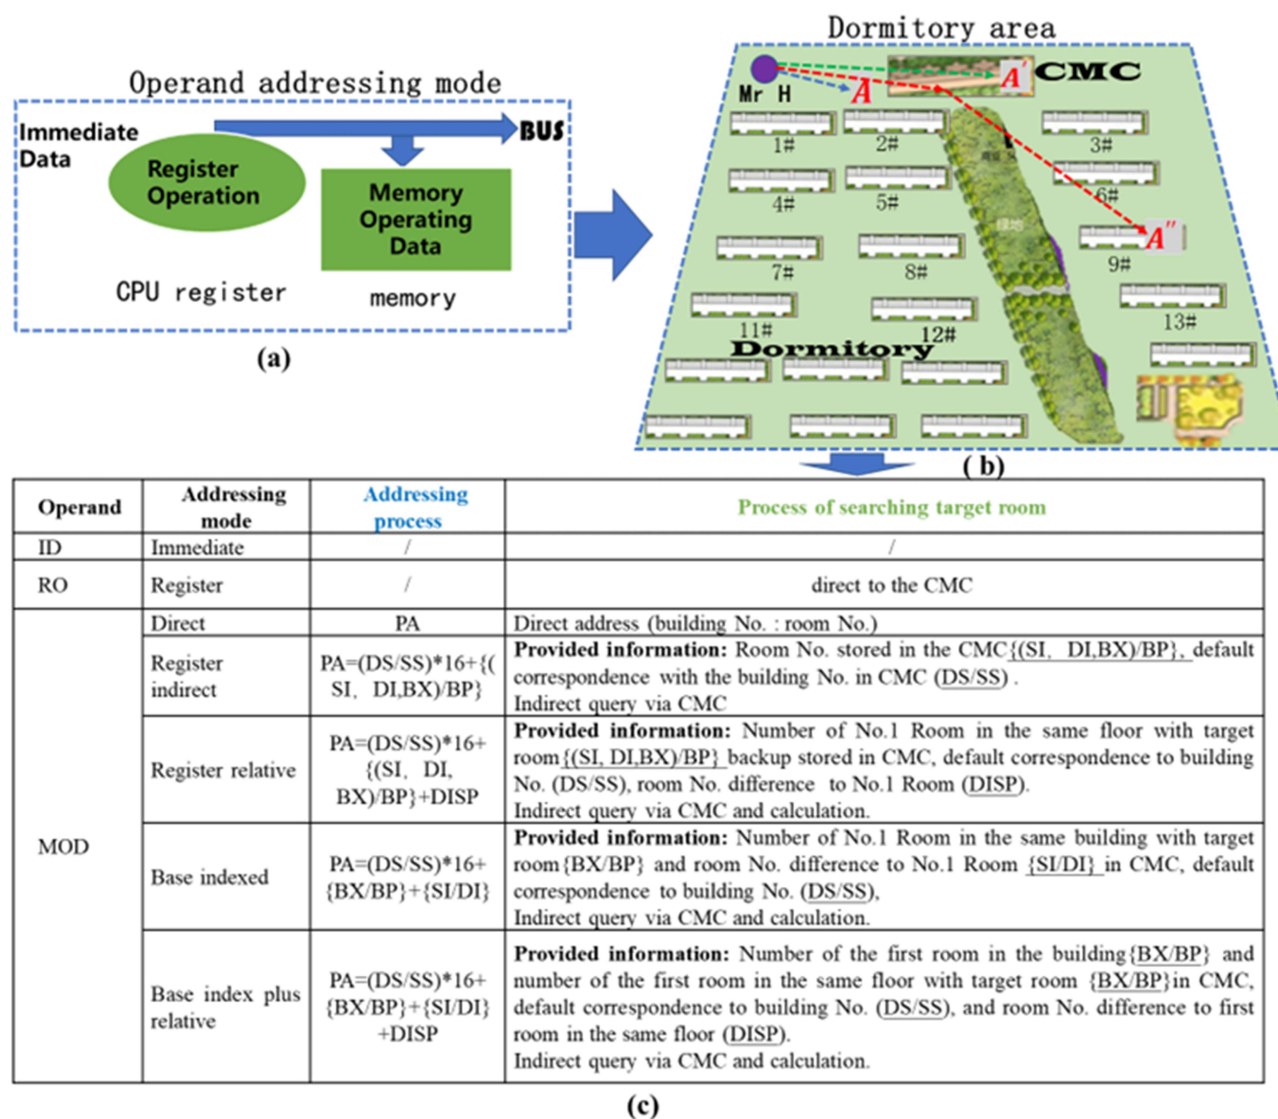 Operand addressing mode
Immediate
Data
BUS
Register
Operation
Memory
Operating
Data
CPU register
memory
(a)
Dormitory area
Mr H
A
A′
CMC
1#
2#
3#
4#
5#
6#
绿地
A″
7#
8#
9#
11#
12#
13#
Dormitory
( b)
Operand
Addressing
mode
Addressing
process
Process of searching target room
ID
Immediate
/
/
RO
Register
/
direct to the CMC
MOD
Direct
PA
Direct address (building No. : room No.)
Register
indirect
PA=(DS/SS)*16+{(
SI, DI,BX)/BP}
Provided information: Room No. stored in the CMC{(SI, DI,BX)/BP}, default
correspondence with the building No. in CMC (DS/SS) .
Indirect query via CMC
Register relative
PA=(DS/SS)*16+
{(SI, DI,
BX)/BP}+DISP
Provided information: Number of No.1 Room in the same floor with target
room{(SI, DI,BX)/BP} backup stored in CMC, default correspondence to building
No. (DS/SS), room No. difference to No.1 Room (DISP).
Indirect query via CMC and calculation.
Base indexed
PA=(DS/SS)*16+
{BX/BP}+{SI/DI}
Provided information: Number of No.1 Room in the same building with target
room{BX/BP} and room No. difference to No.1 Room {SI/DI} in CMC, default
correspondence to building No. (DS/SS),
Indirect query via CMC and calculation.
Base index plus
relative
PA=(DS/SS)*16+
{BX/BP}+{SI/DI}
+DISP
Provided information: Number of the first room in the building{BX/BP} and
number of the first room in the same floor with target room {BX/BP}in CMC,
default correspondence to building No. (DS/SS), and room No. difference to first
room in the same floor (DISP).
Indirect query via CMC and calculation.
(c)